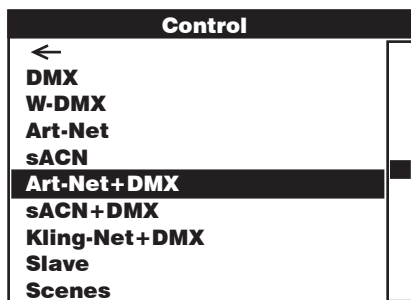 Control
←
DMX
W-DMX
Art-Net
sACN
Art-Net+DMX
sACN+DMX
Kling-Net+DMX
Slave
Scenes